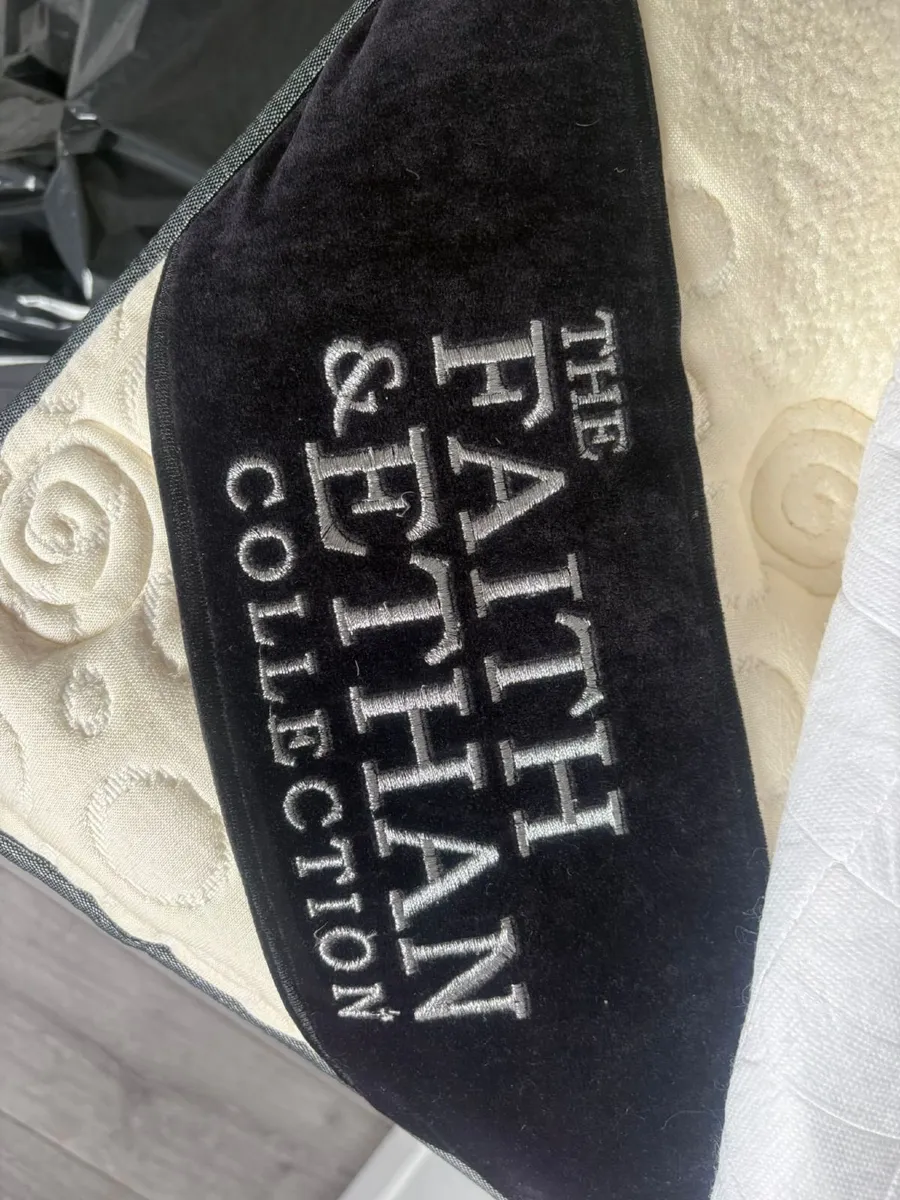 THE
FAITH
& ETHAN
COLLECTION